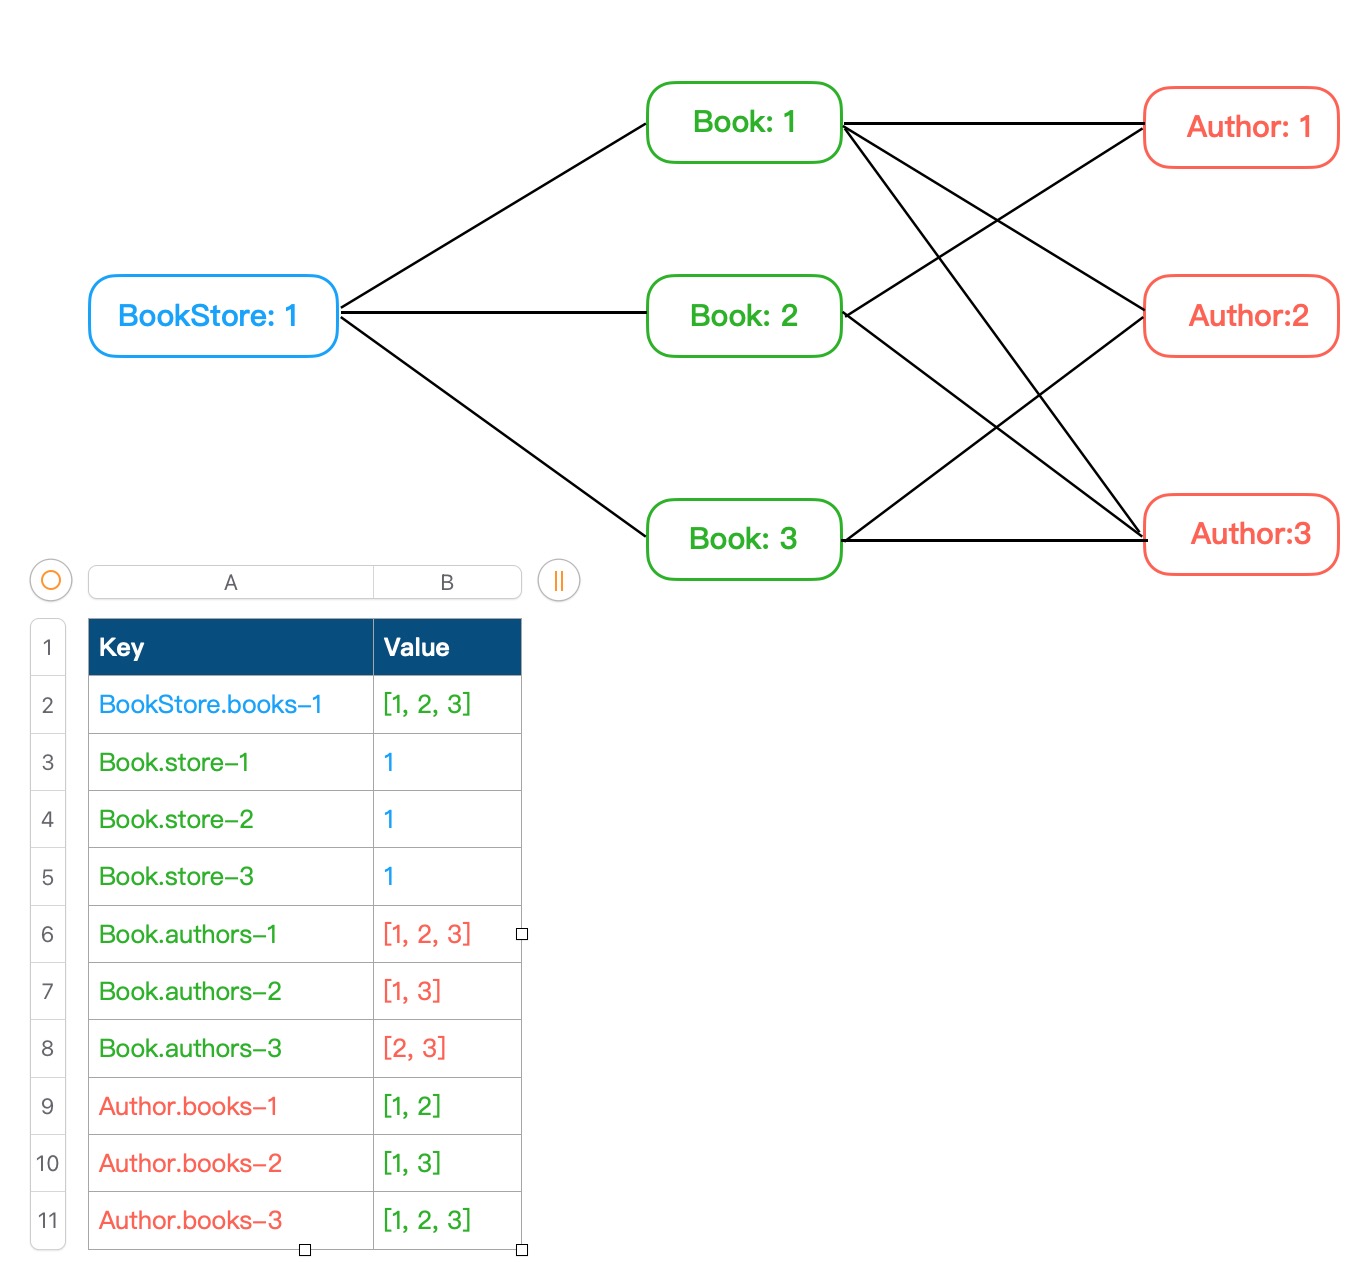 Book: 1
Author: 1
BookStore: 1
Book: 2
Author:2
Book: 3
Author:3
A B
1 Key Value
2 BookStore.books–1 [1, 2, 3]
3 Book.store–1 1
4 Book.store–2 1
5 Book.store–3 1
6 Book.authors–1 [1, 2, 3]
7 Book.authors–2 [1, 3]
8 Book.authors–3 [2, 3]
9 Author.books–1 [1, 2]
10 Author.books–2 [1, 3]
11 Author.books–3 [1, 2, 3]